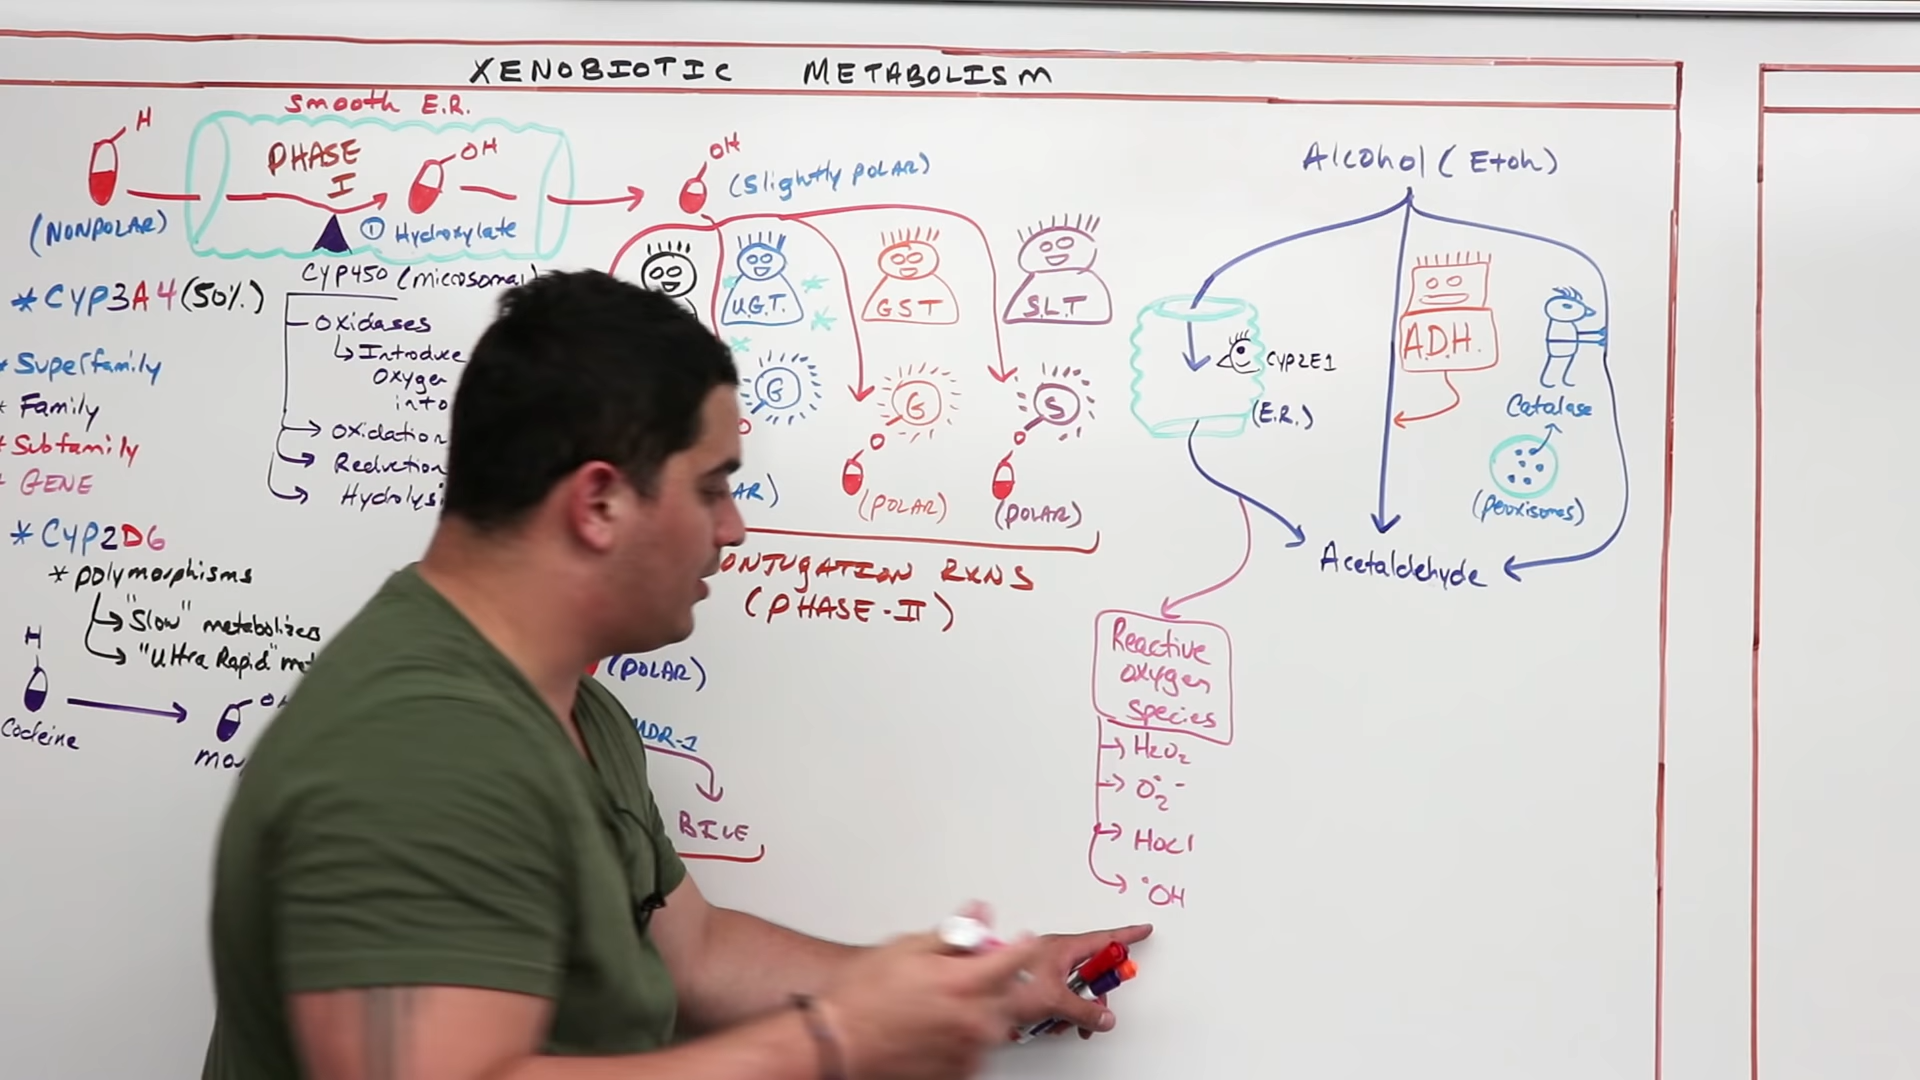 XENOBIOTIC METABOLISM
Smooth E.R.
H
PHASE
I
OH
(NONPOLAR)
① Hydroxylate
CYP450 (microsomal
*CYP3A4(50%)
Oxidases
↳ Introduce
oxygen
into
* Superfamily
* Family
* Subfamily
* GENE
→ Oxidation
→ Reduction
→
*CYP2D6
* polymorphisms
↳ "Slow" metabolizers
→ "Ultra Rapid"
H
Codeine
OH
(Slightly POLAR)
U.G.T.
GST
S.L.T
G
G
S
O
O
O
(POLAR)
(POLAR)
RXNS
(PHASE-II)
(POLAR)
MDR-1
BILE
Alcohol (Etoh)
CYP2E1
(E.R.)
A.D.H.
Catalase
(peroxisomes)
Acetaldehyde
Reactive
oxygen
species
→ H₂O₂
→ O₂•-
→ HOCl
→ •OH